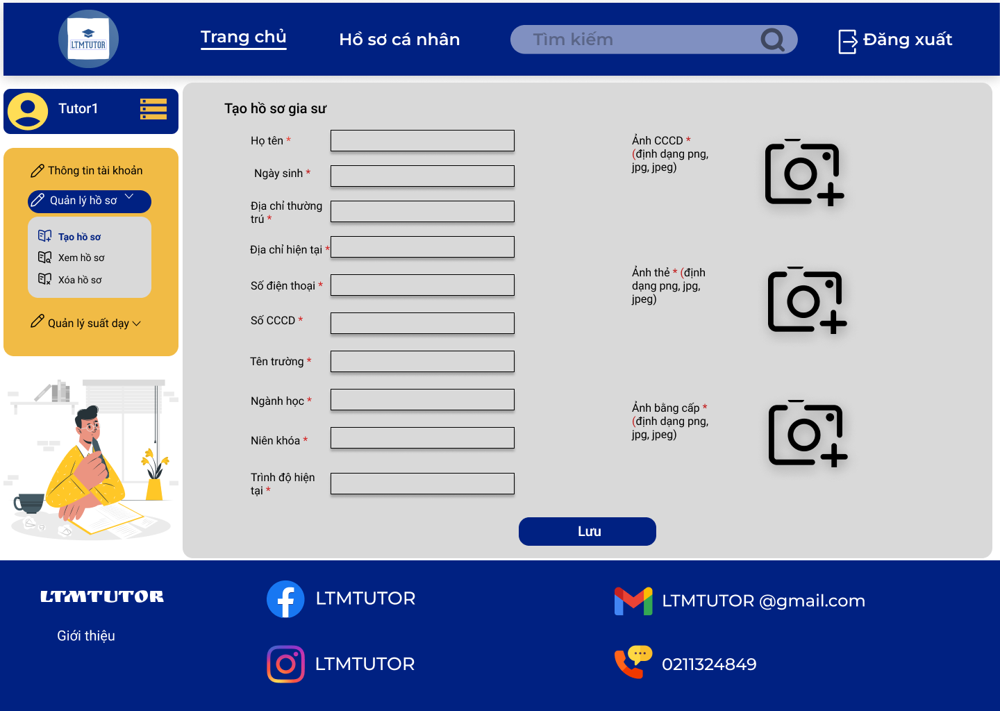 LTMTUTOR
Trang chủ
Hồ sơ cá nhân
Tìm kiếm
Đăng xuất
Tutor1
Thông tin tài khoản
Quản lý hồ sơ
Tạo hồ sơ
Xem hồ sơ
Xóa hồ sơ
Quản lý suất dạy
Tạo hồ sơ gia sư
Họ tên *
Ngày sinh *
Địa chỉ thường
trú *
Địa chỉ hiện tại *
Số điện thoại *
Số CCCD *
Tên trường *
Ngành học *
Niên khóa *
Trình độ hiện
tại *
Ảnh CCCD *
(định dạng png,
jpg, jpeg)
Ảnh thẻ * (định
dạng png, jpg,
jpeg)
Ảnh bằng cấp *
(định dạng png,
jpg, jpeg)
Lưu
LTMTUTOR
Giới thiệu
LTMTUTOR
LTMTUTOR
LTMTUTOR @gmail.com
0211324849